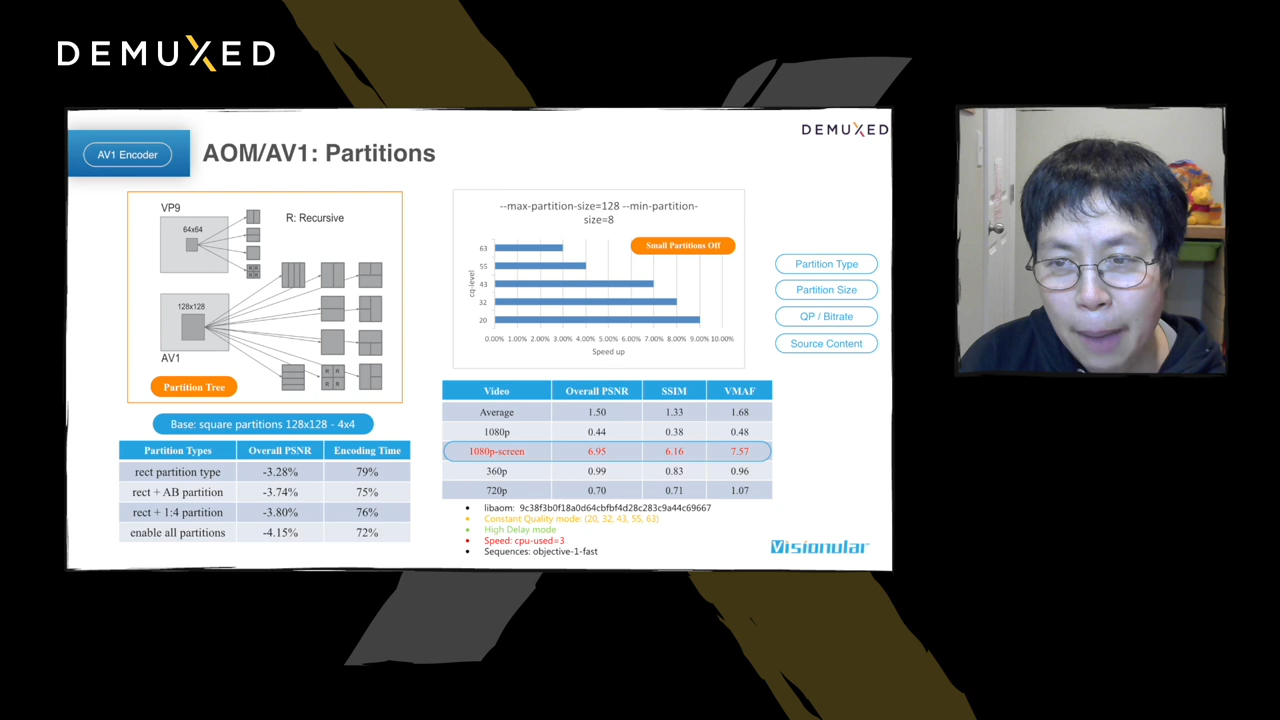 DEMUXED
DEMUXED
AV1 Encoder
AOM/AV1: Partitions
VP9
64x64
R: Recursive
R R
R R
128x128
AV1
R R
R R
Partition Tree
Base: square partitions 128x128 - 4x4
Partition Types Overall PSNR Encoding Time
rect partition type -3.28% 79%
rect + AB partition -3.74% 75%
rect + 1:4 partition -3.80% 76%
enable all partitions -4.15% 72%
--max-partition-size=128 --min-partition-
size=8
Small Partitions Off
cq-level
63
55
43
32
20
0.00% 1.00% 2.00% 3.00% 4.00% 5.00% 6.00% 7.00% 8.00% 9.00% 10.00%
Speed up
Video Overall PSNR SSIM VMAF
Average 1.50 1.33 1.68
1080p 0.44 0.38 0.48
1080p-screen 6.95 6.16 7.57
360p 0.99 0.83 0.96
720p 0.70 0.71 1.07
• libaom: 9c38f3b0f18a0d64cbfbf4d28c283c9a44c69667
• Constant Quality mode: (20, 32, 43, 55, 63)
• High Delay mode
• Speed: cpu-used=3
• Sequences: objective-1-fast
Partition Type
Partition Size
QP / Bitrate
Source Content
Visionular